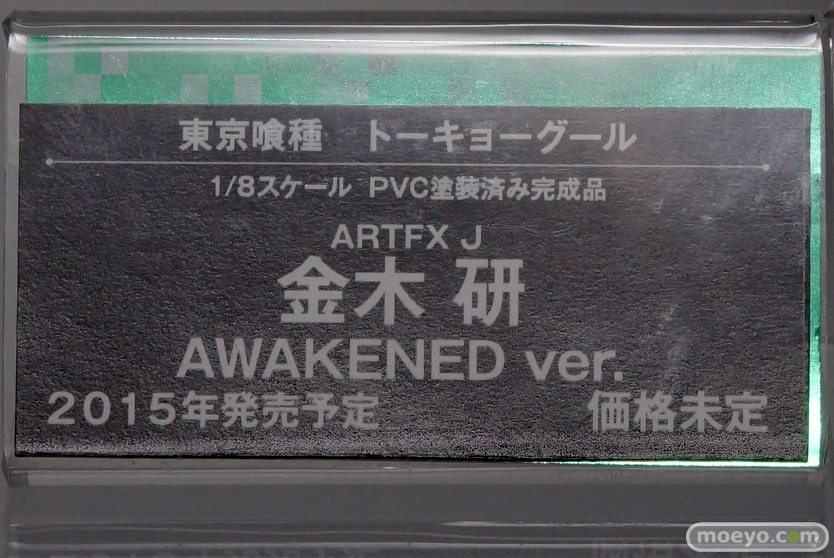 東京喰種 トーキョーグール
1/8スケール PVC塗装済み完成品
ARTFX J
金木 研
AWAKENED ver.
2015年発売予定 価格未定
moeyo.com